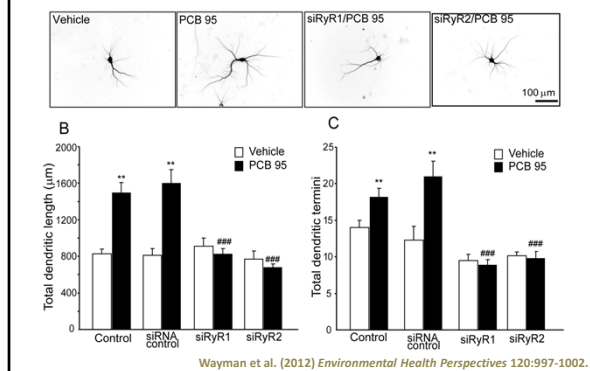 Vehicle
PCB 95
siRyR1/PCB 95
siRyR2/PCB 95
100 μm
B
Total dendritic length (μm)
2000
1600
1200
800
400
0
Vehicle
PCB 95
**
**
###
###
Control
siRNA control
siRyR1
siRyR2
C
Total dendritic termini
25
20
15
10
5
0
Vehicle
PCB 95
**
**
###
###
Control
siRNA control
siRyR1
siRyR2
Wayman et al. (2012) Environmental Health Perspectives 120:997-1002.